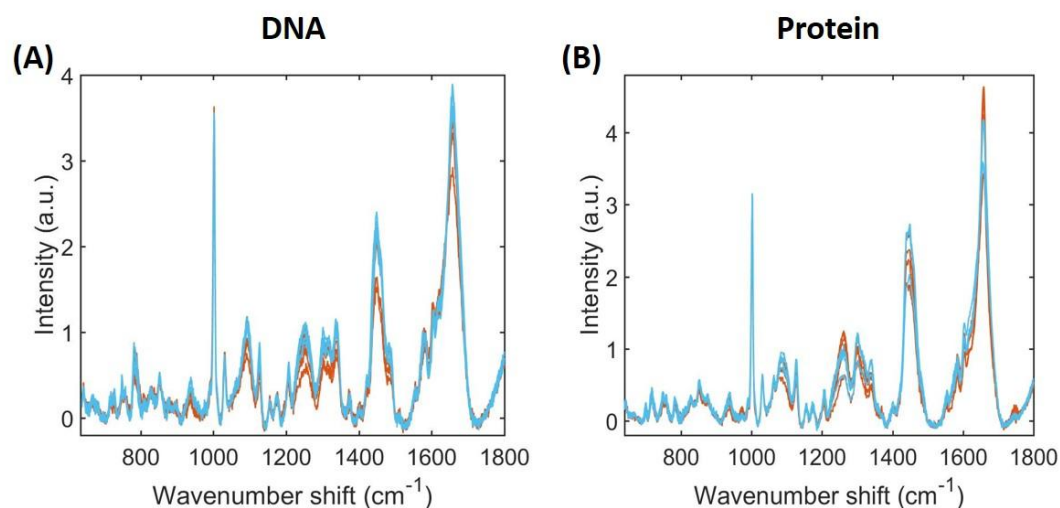 DNA
Protein
(A)
(B)
4
3
2
1
0
Intensity (a.u.)
800 1000 1200 1400 1600 1800
Wavenumber shift (cm⁻¹)
4
3
2
1
0
Intensity (a.u.)
800 1000 1200 1400 1600 1800
Wavenumber shift (cm⁻¹)